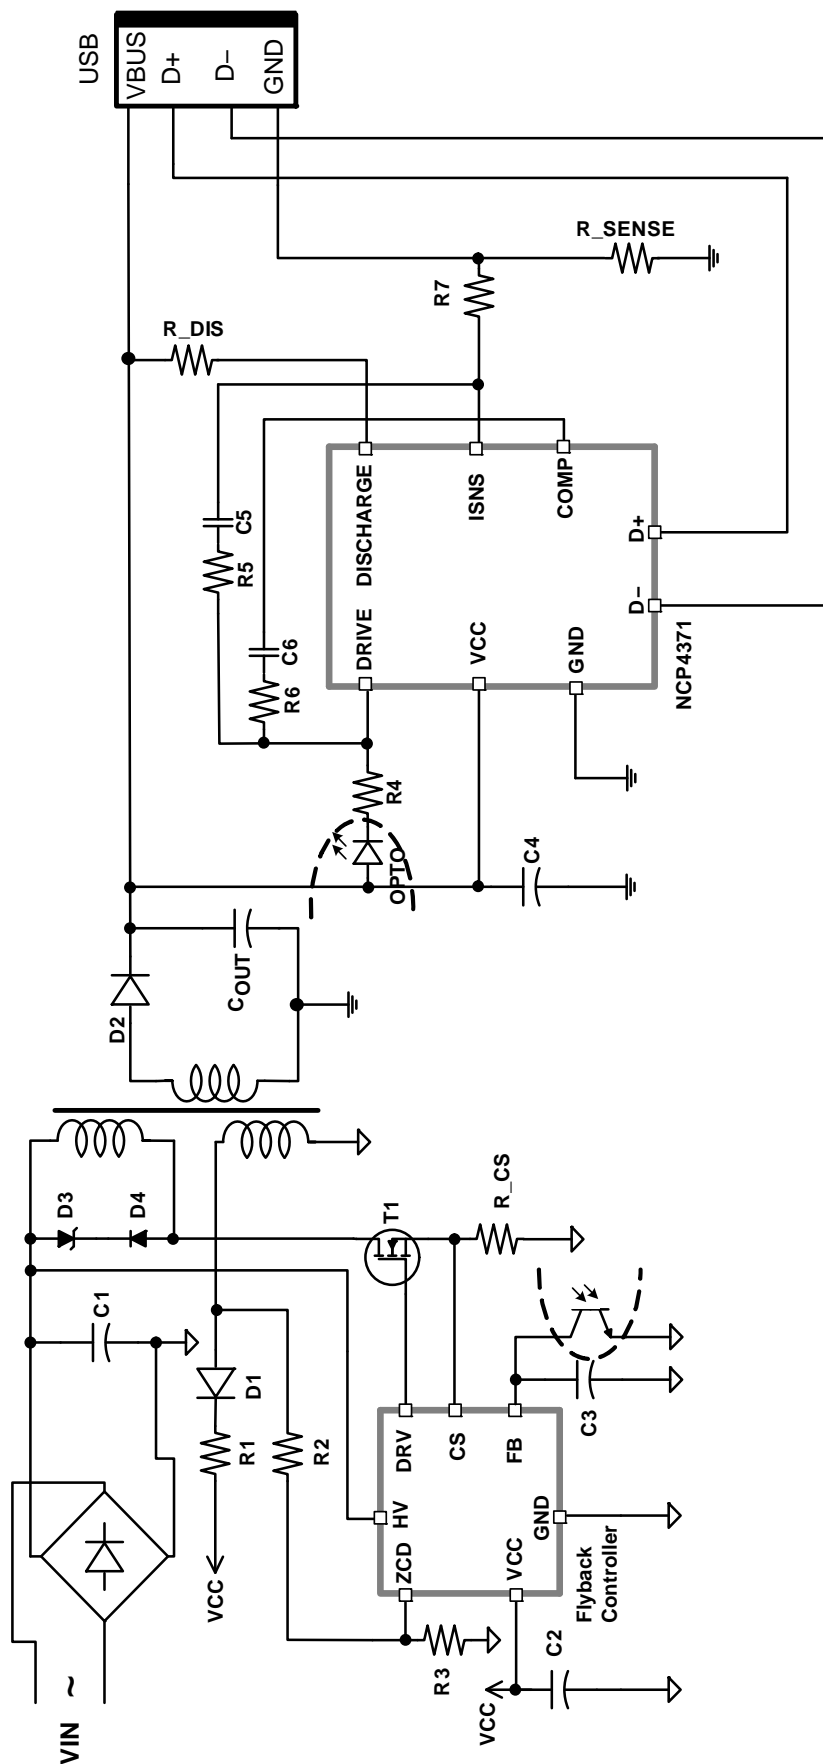 USB
VBUS
D+
D−
GND
R_SENSE
R7
R_DIS
C5
R5
C6
R6
DISCHARGE
ISNS
COMP
DRIVE
VCC
GND
D+
D−
NCP4371
R4
OPTO
C4
COUT
D2
D3
D4
T1
R_CS
C1
D1
R1
R2
VCC
DRV
CS
FB
HV
ZCD
VCC
GND
Flyback
Controller
C3
R3
VCC
C2
VIN ~